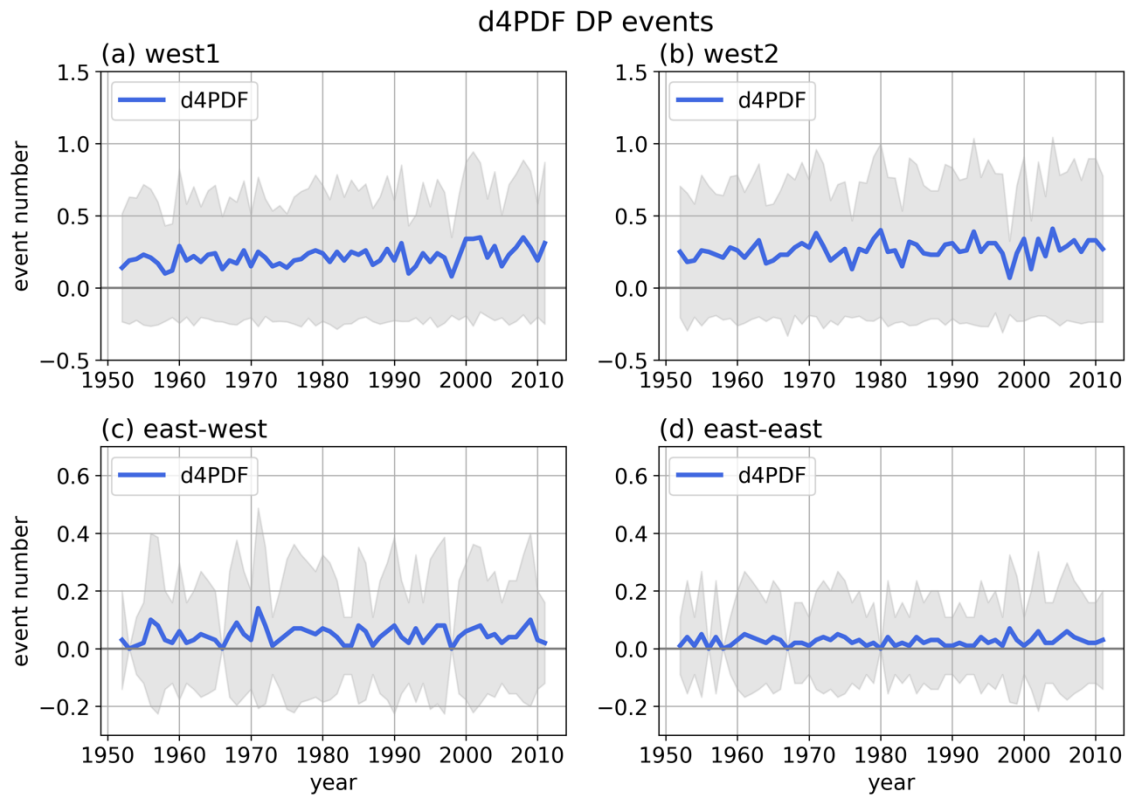 d4PDF DP events
(a) west1
1.5
1.0
0.5
0.0
−0.5
event number
d4PDF
1950 1960 1970 1980 1990 2000 2010
(b) west2
1.5
1.0
0.5
0.0
−0.5
d4PDF
1950 1960 1970 1980 1990 2000 2010
(c) east-west
0.6
0.4
0.2
0.0
−0.2
event number
d4PDF
1950 1960 1970 1980 1990 2000 2010
year
(d) east-east
0.6
0.4
0.2
0.0
−0.2
d4PDF
1950 1960 1970 1980 1990 2000 2010
year